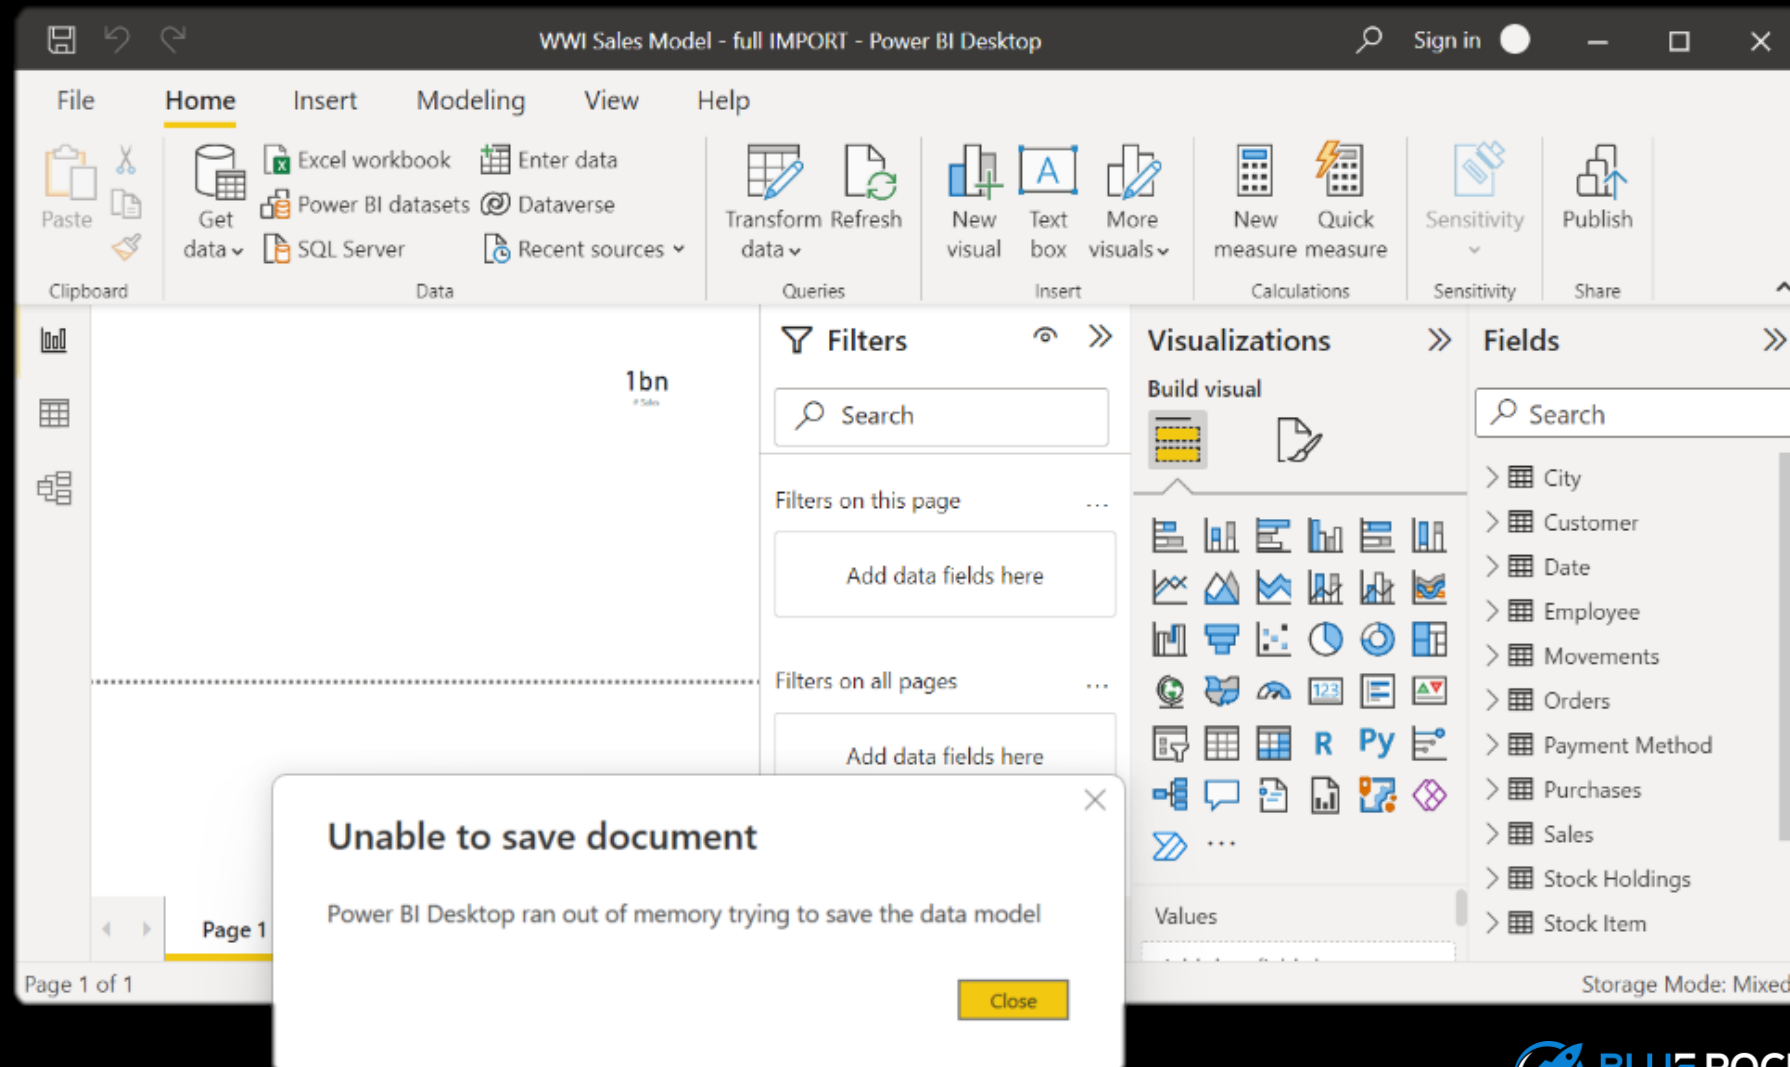 WWI Sales Model - full IMPORT - Power BI Desktop
Sign in
File Home Insert Modeling View Help
Paste
Clipboard
Get data
Excel workbook
Power BI datasets
SQL Server
Enter data
Dataverse
Recent sources
Data
Transform data
Refresh
Queries
New visual
A
Text box
More visuals
Insert
New measure
Quick measure
Calculations
Sensitivity
Sensitivity
Publish
Share
1bn
# Sales
Filters
Search
Filters on this page
...
Add data fields here
Filters on all pages
...
Add data fields here
Visualizations
Build visual
123
R
Py
...
Values
Fields
Search
City
Customer
Date
Employee
Movements
Orders
Payment Method
Purchases
Sales
Stock Holdings
Stock Item
Unable to save document
Power BI Desktop ran out of memory trying to save the data model
Close
Page 1
Page 1 of 1
Storage Mode: Mixed
BLUE